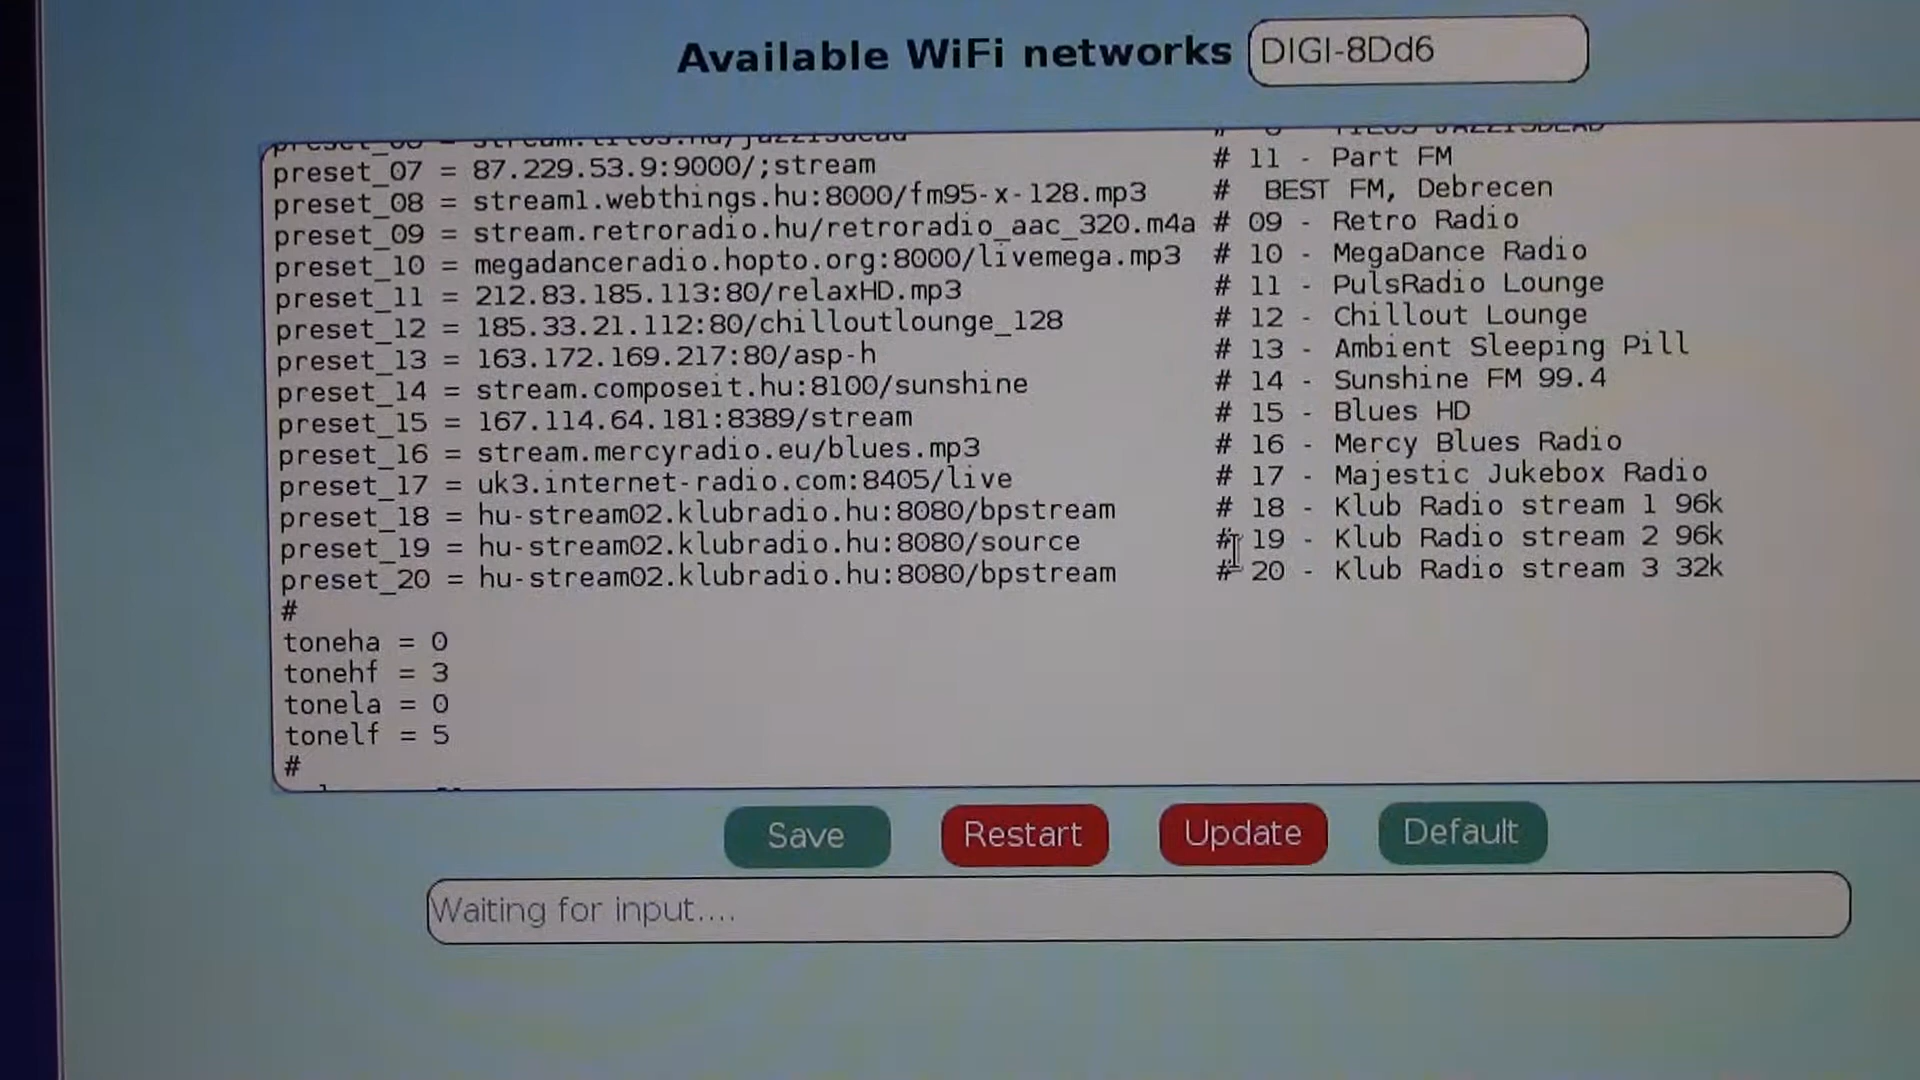 Available WiFi networks DIGI-8Dd6
preset_07 = 87.229.53.9:9000/;stream # 11 - Part FM
preset_08 = stream1.webthings.hu:8000/fm95-x-128.mp3 # BEST FM, Debrecen
preset_09 = stream.retroradio.hu/retroradio_aac_320.m4a # 09 - Retro Radio
preset_10 = megadanceradio.hopto.org:8000/livemega.mp3 # 10 - MegaDance Radio
preset_11 = 212.83.185.113:80/relaxHD.mp3 # 11 - PulsRadio Lounge
preset_12 = 185.33.21.112:80/chilloutlounge_128 # 12 - Chillout Lounge
preset_13 = 163.172.169.217:80/asp-h # 13 - Ambient Sleeping Pill
preset_14 = stream.composeit.hu:8100/sunshine # 14 - Sunshine FM 99.4
preset_15 = 167.114.64.181:8389/stream # 15 - Blues HD
preset_16 = stream.mercyradio.eu/blues.mp3 # 16 - Mercy Blues Radio
preset_17 = uk3.internet-radio.com:8405/live # 17 - Majestic Jukebox Radio
preset_18 = hu-stream02.klubradio.hu:8080/bpstream # 18 - Klub Radio stream 1 96k
preset_19 = hu-stream02.klubradio.hu:8080/source # 19 - Klub Radio stream 2 96k
preset_20 = hu-stream02.klubradio.hu:8080/bpstream # 20 - Klub Radio stream 3 32k
#
toneha = 0
tonehf = 3
tonela = 0
tonelf = 5
#
Save Restart Update Default
Waiting for input....